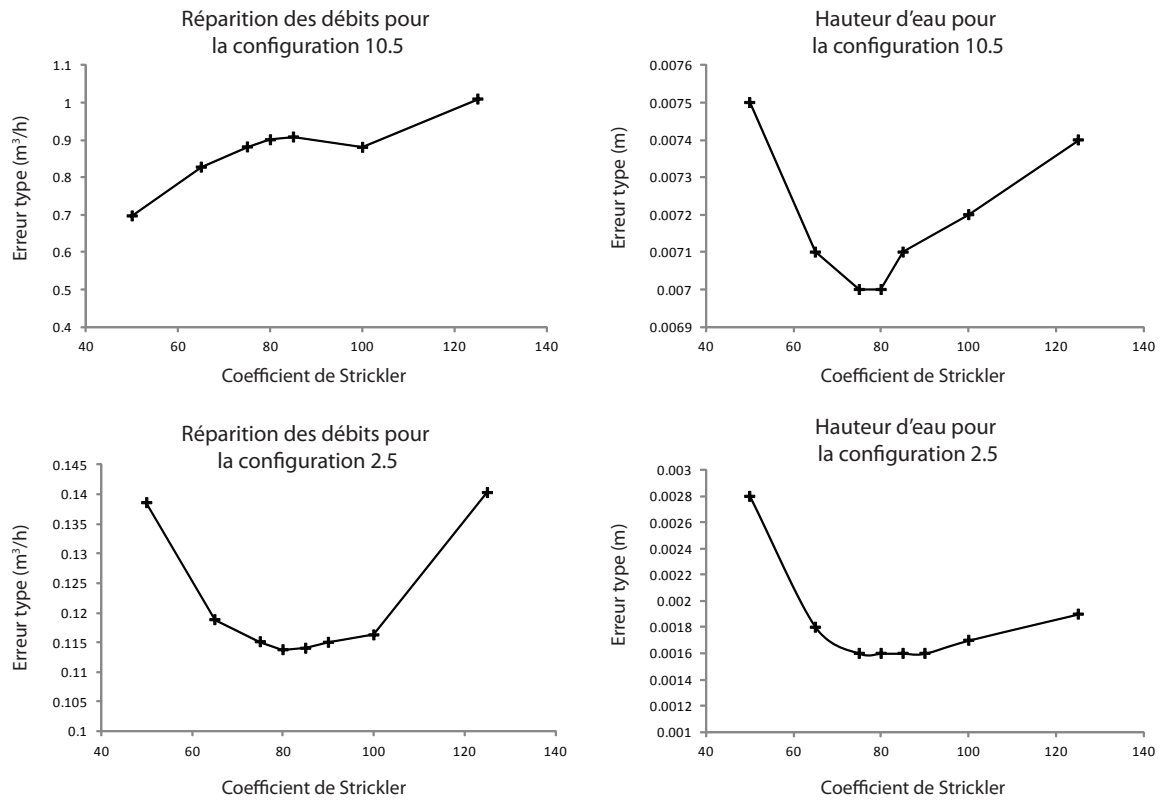 Réparition des débits pour
la configuration 10.5
1.1
1
0.9
0.8
0.7
0.6
0.5
0.4
40 60 80 100 120 140
Erreur type (m³/h)
Coefficient de Strickler
Hauteur d'eau pour
la configuration 10.5
0.0076
0.0075
0.0074
0.0073
0.0072
0.0071
0.007
0.0069
40 60 80 100 120 140
Erreur type (m)
Coefficient de Strickler
Réparition des débits pour
la configuration 2.5
0.145
0.14
0.135
0.13
0.125
0.12
0.115
0.11
0.105
0.1
40 60 80 100 120 140
Erreur type (m³/h)
Coefficient de Strickler
Hauteur d'eau pour
la configuration 2.5
0.003
0.0028
0.0026
0.0024
0.0022
0.002
0.0018
0.0016
0.0014
0.0012
0.001
40 60 80 100 120 140
Erreur type (m)
Coefficient de Strickler